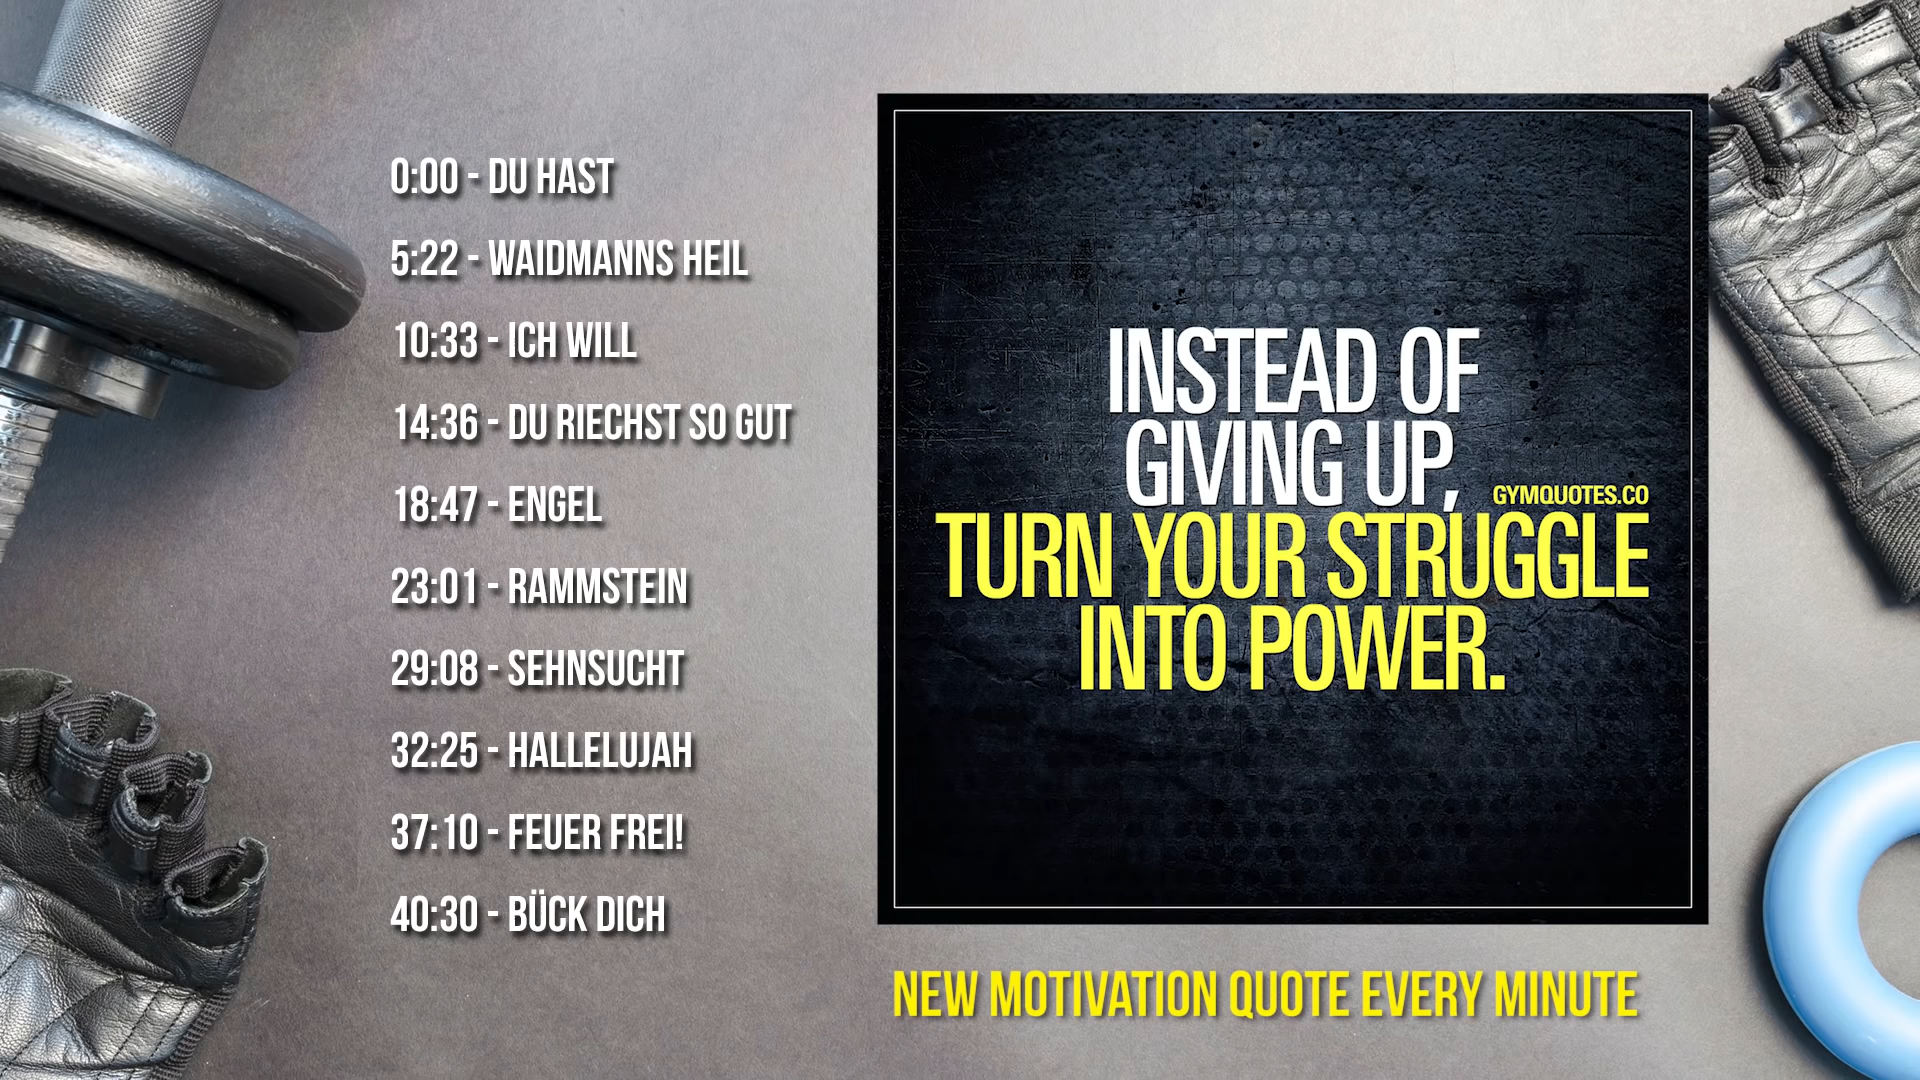 0:00 - DU HAST
5:22 - WAIDMANNS HEIL
10:33 - ICH WILL
14:36 - DU RIECHST SO GUT
18:47 - ENGEL
23:01 - RAMMSTEIN
29:08 - SEHNSUCHT
32:25 - HALLELUJAH
37:10 - FEUER FREI!
40:30 - BÜCK DICH
INSTEAD OF
GIVING UP,
GYMQUOTES.CO
TURN YOUR STRUGGLE
INTO POWER.
NEW MOTIVATION QUOTE EVERY MINUTE